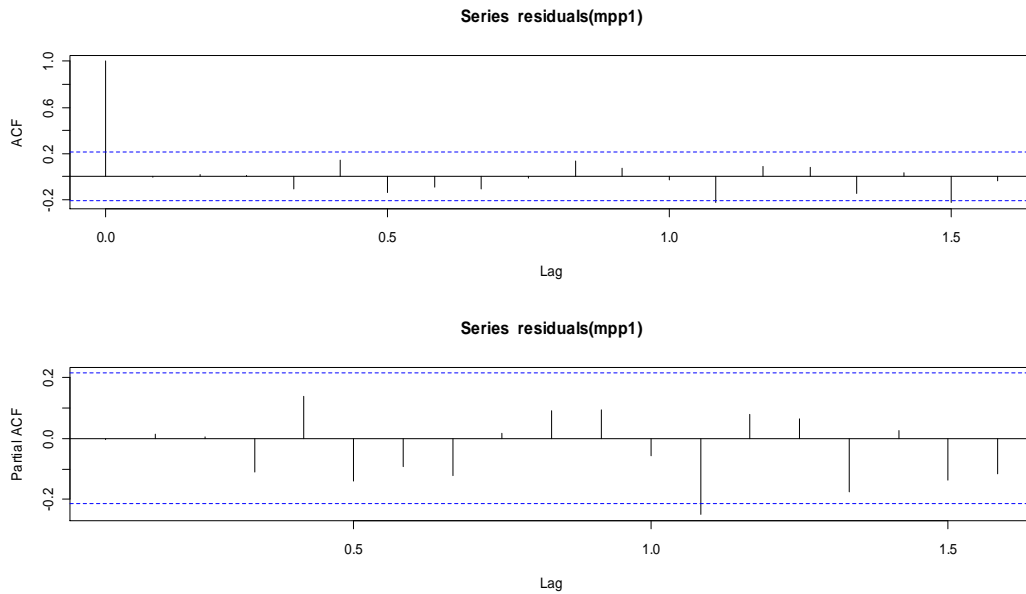 Series residuals(mpp1)
1.0
0.6
0.2
-0.2
ACF
0.0 0.5 1.0 1.5
Lag
Series residuals(mpp1)
0.2
0.0
-0.2
Partial ACF
0.5 1.0 1.5
Lag